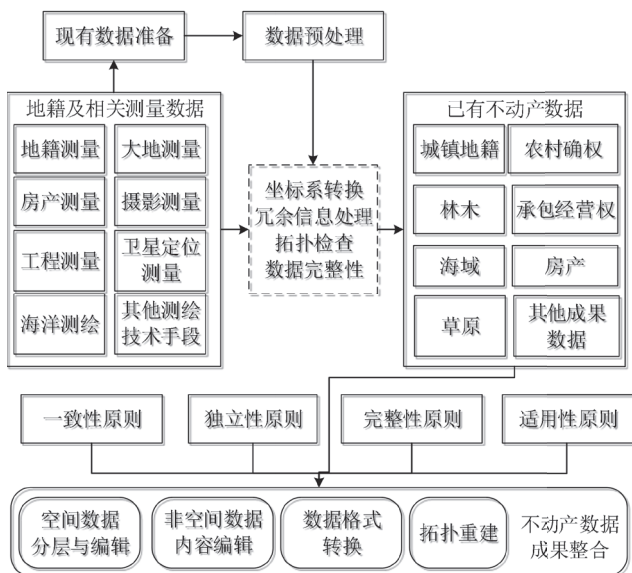 现有数据准备
数据预处理
地籍及相关测量数据
地籍测量
大地测量
房产测量
摄影测量
工程测量
卫星定位
测量
海洋测绘
其他测绘
技术手段
坐标系转换
冗余信息处理
拓扑检查
数据完整性
已有不动产数据
城镇地籍
农村确权
林木
承包经营权
海域
房产
草原
其他成果
数据
一致性原则
独立性原则
完整性原则
适用性原则
空间数据
分层与编辑
非空间数据
内容编辑
数据格式
转换
拓扑重建
不动产数据
成果整合